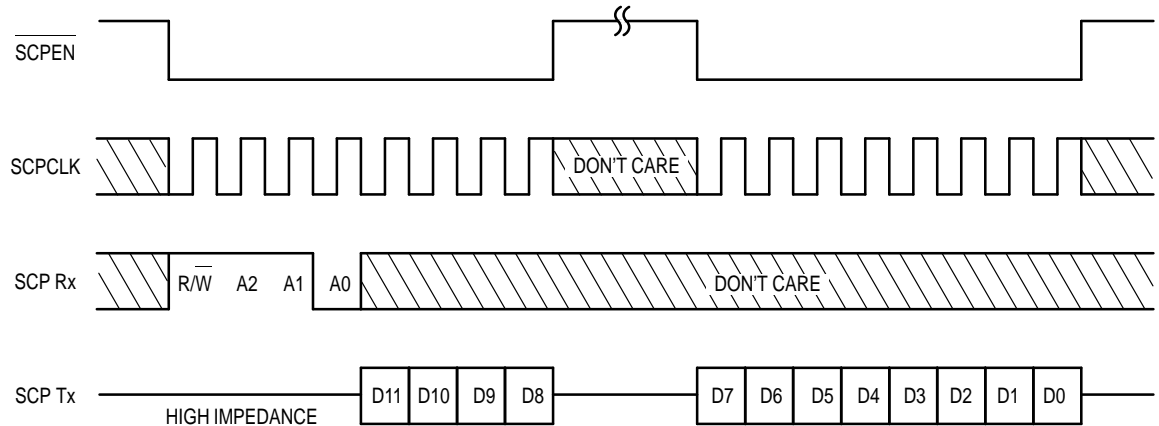 SCPEN
SCPCLK DON'T CARE
SCP Rx R/W A2 A1 A0 DON'T CARE
SCP Tx HIGH IMPEDANCE D11 D10 D9 D8 D7 D6 D5 D4 D3 D2 D1 D0